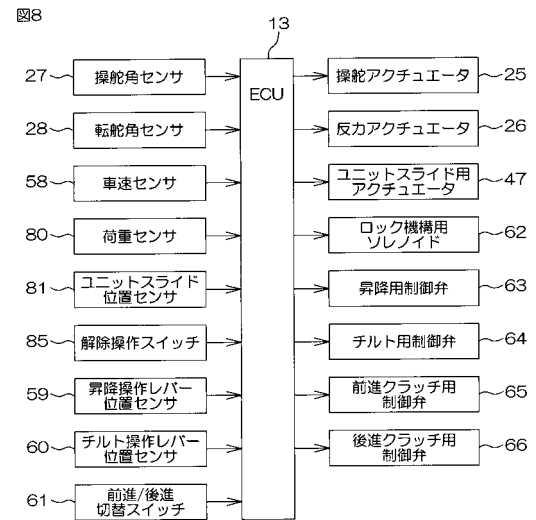 図8
13
ECU
27 操舵角センサ
28 転舵角センサ
58 車速センサ
80 荷重センサ
81 ユニットスライド
位置センサ
85 解除操作スイッチ
59 昇降操作レバー
位置センサ
60 チルト操作レバー
位置センサ
61 前進/後進
切替スイッチ
操舵アクチュエータ 25
反力アクチュエータ 26
ユニットスライド用
アクチュエータ 47
ロック機構用
ソレノイド 62
昇降用制御弁 63
チルト用制御弁 64
前進クラッチ用
制御弁 65
後進クラッチ用
制御弁 66